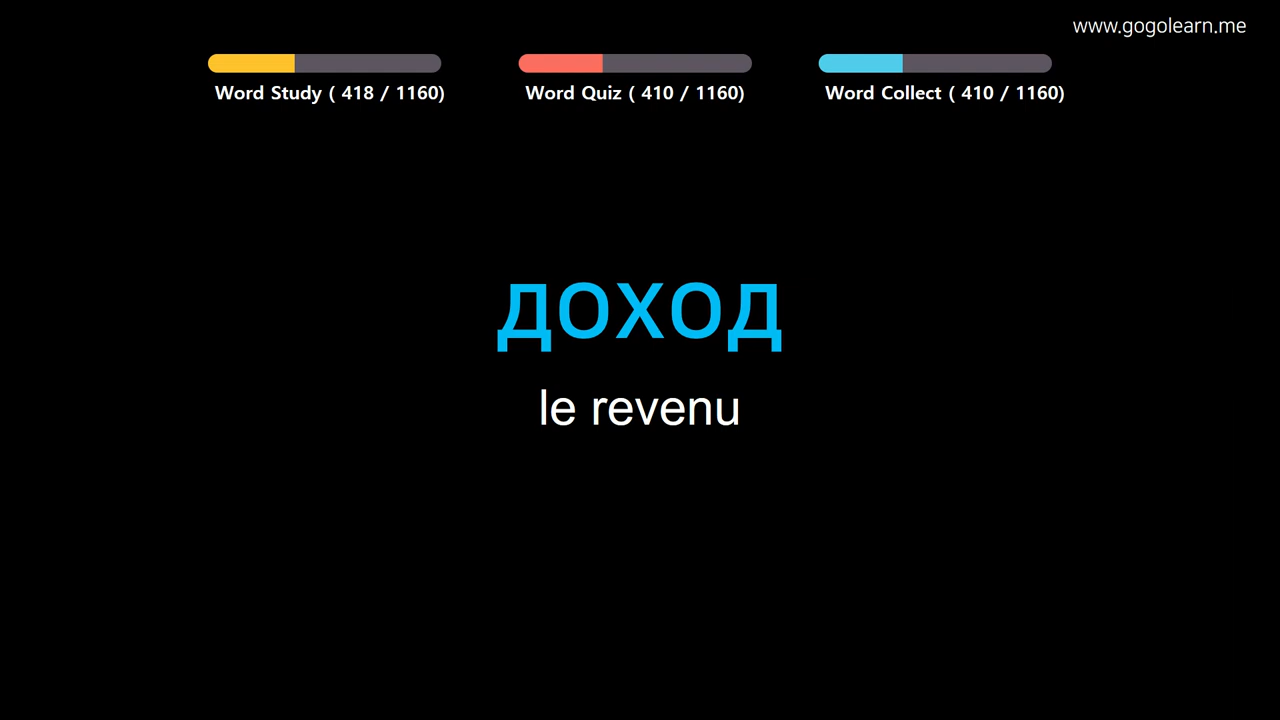 www.gogolearn.me
Word Study ( 418 / 1160)
Word Quiz ( 410 / 1160)
Word Collect ( 410 / 1160)
доход
le revenu